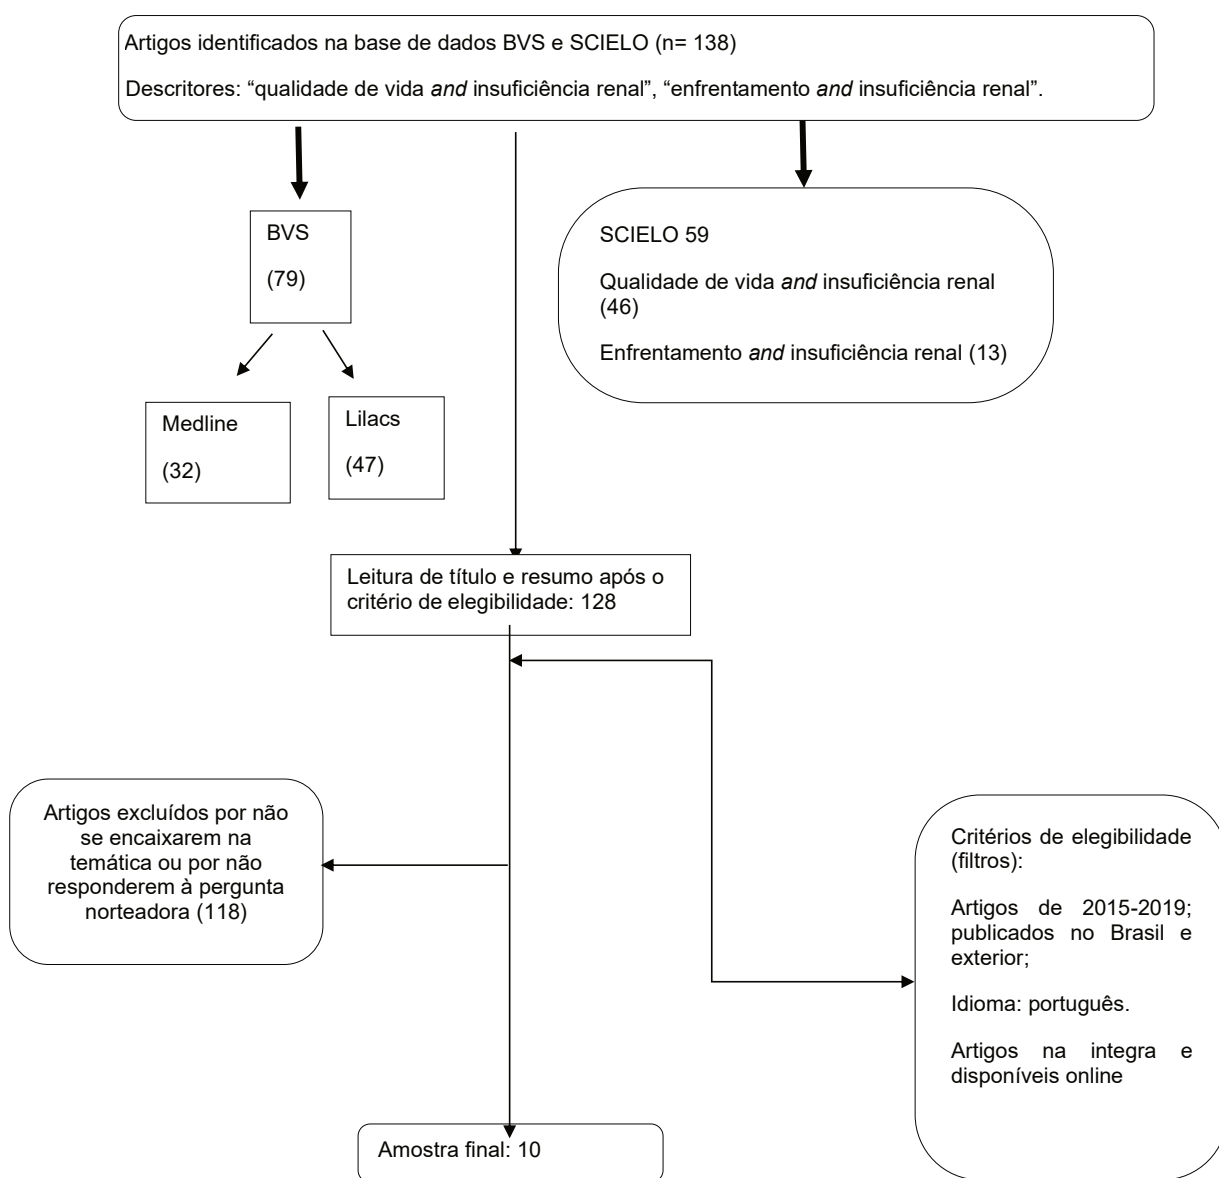 Artigos identificados na base de dados BVS e SCIELO (n= 138)
Descritores: “qualidade de vida and insuficiência renal”, “enfrentamento and insuficiência renal”.
BVS
(79)
SCIELO 59
Qualidade de vida and insuficiência renal
(46)
Enfrentamento and insuficiência renal (13)
Medline
(32)
Lilacs
(47)
Leitura de título e resumo após o
critério de elegibilidade: 128
Artigos excluídos por não
se encaixarem na
temática ou por não
responderem à pergunta
norteadora (118)
Critérios de elegibilidade
(filtros):
Artigos de 2015-2019;
publicados no Brasil e
exterior;
Idioma: português.
Artigos na integra e
disponíveis online
Amostra final: 10